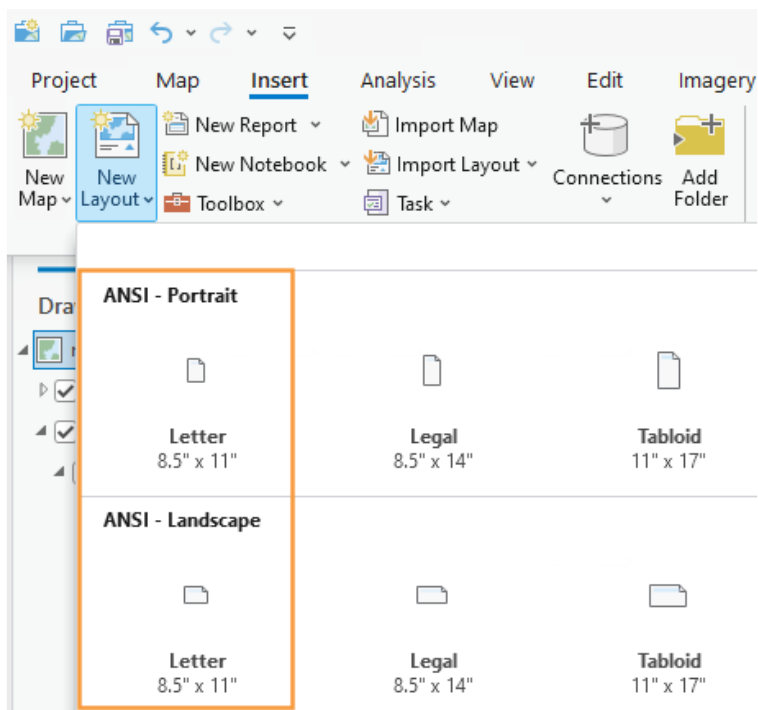 Project Map Insert Analysis View Edit Imagery
New Report Import Map
New Notebook Import Layout
New Map New Layout Toolbox Task Connections Add Folder
ANSI - Portrait
Letter Legal Tabloid
8.5" x 11" 8.5" x 14" 11" x 17"
ANSI - Landscape
Letter Legal Tabloid
8.5" x 11" 8.5" x 14" 11" x 17"